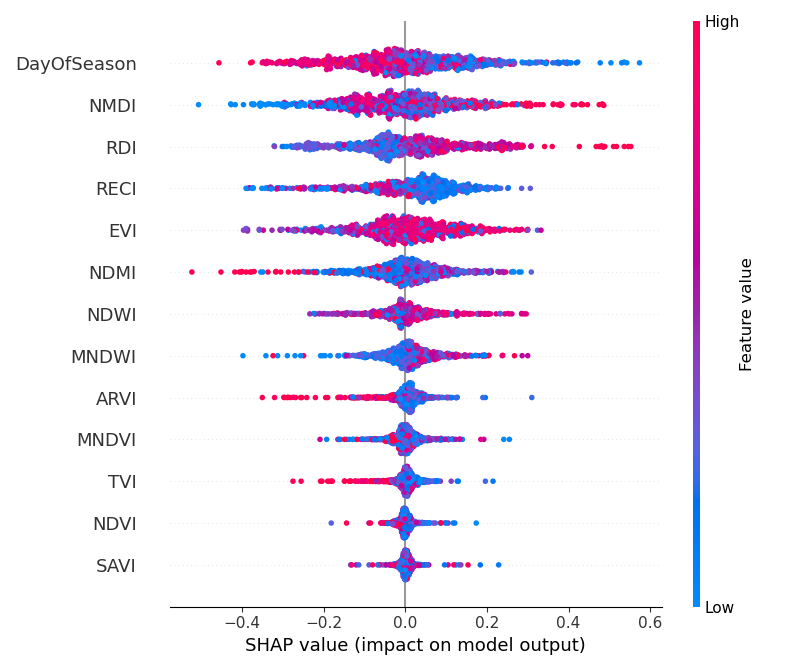 High
DayOfSeason
NMDI
RDI
RECI
EVI
NDMI
NDWI
MNDWI
ARVI
MNDVI
TVI
NDVI
SAVI
Feature value
Low
−0.4 −0.2 0.0 0.2 0.4 0.6
SHAP value (impact on model output)